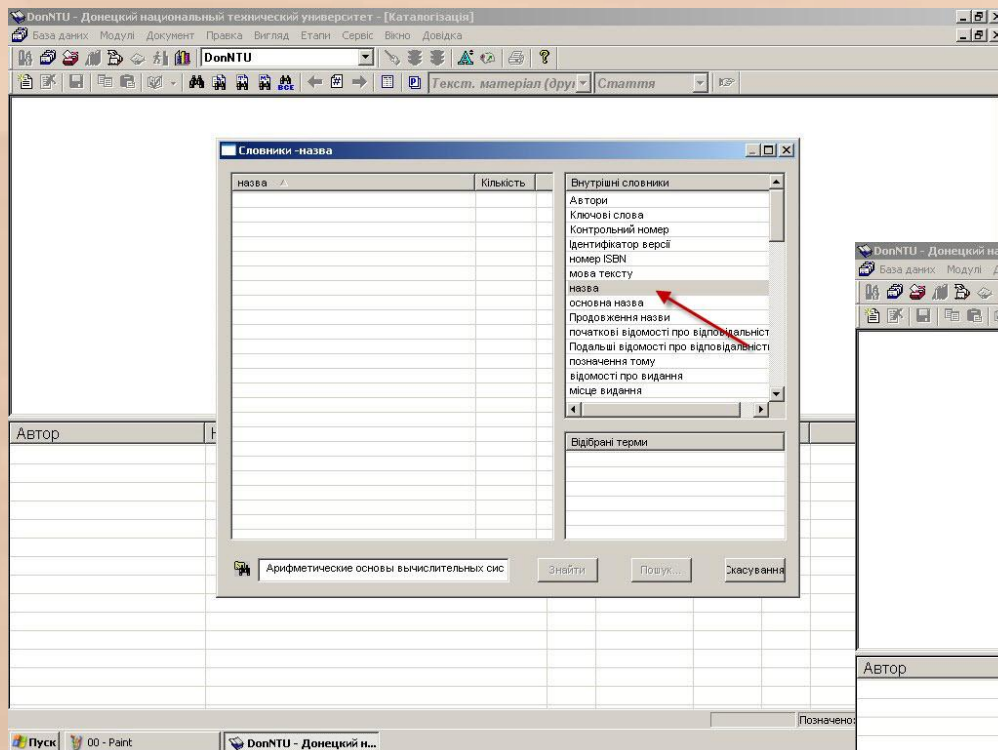 DonNTU - Донецкий национальный технический университет - [Каталогізація]
База даних Модулі Документ Правка Вигляд Етапи Сервіс Вікно Довідка
DonNTU
ВСЕ # P Текст. матеріал (друк Стаття
Словники -назва
назва Кількість Внутрішні словники
Автори
Ключові слова
Контрольний номер
Ідентифікатор версії
номер ISBN
мова тексту
назва
основна назва
Продовження назви
початкові відомості про відповідальніст
Подальші відомості про відповідальність
позначення тому
відомості про видання
місце видання
Відібрані терми
Арифметические основы вычислительных сис Знайти Пошук... Скасування
Автор
Позначено:
Пуск 00 - Paint DonNTU - Донецкий н...
DonNTU - Донецкий на
База даних Модулі
Автор